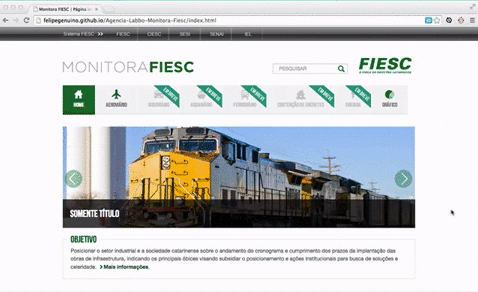 Monitora FIESC | Página
felipegenuino.github.io/Agencia-Labbo-Monitora-Fiesc/index.html
Sistema FIESC >> FIESC CIESC SESI SENAI IEL
MONITORAFIESC
PESQUISAR
FIESC
A FORÇA DA INDÚSTRIA CATARINENSE
EM BREVE EM BREVE EM BREVE EM BREVE EM BREVE
HOME AEROVIÁRIO RODOVIÁRIO AQUAVIÁRIO FERROVIÁRIO CONTENÇÃO DE ENCHENTES ENERGIA GRÁFICO
SOMENTE TÍTULO
OBJETIVO
Posicionar o setor industrial e a sociedade catarinense sobre o andamento do cronograma e cumprimento dos prazos da implantação das
obras de infraestrutura, indicando os principais óbices visando subsidiar o posicionamento e ações institucionais para busca de soluções e
celeridade. Mais informações.